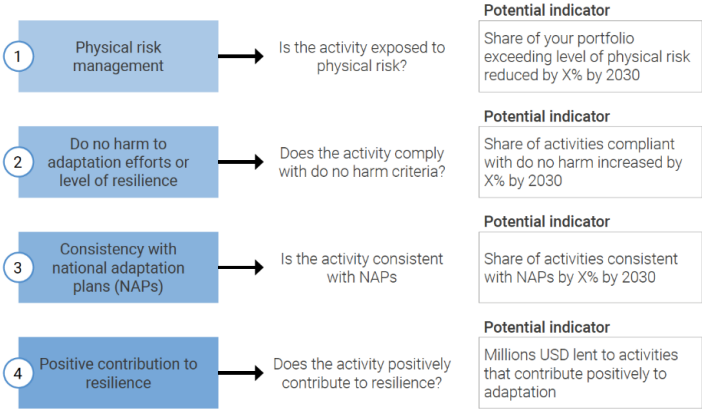 Potential indicator
1
Physical risk
management
Is the activity exposed to
physical risk?
Share of your portfolio
exceeding level of physical risk
reduced by X% by 2030
Potential indicator
2
Do no harm to
adaptation efforts or
level of resilience
Does the activity comply
with do no harm criteria?
Share of activities compliant
with do no harm increased by
X% by 2030
Potential indicator
3
Consistency with
national adaptation
plans (NAPs)
Is the activity consistent
with NAPs
Share of activities consistent
with NAPs by X% by 2030
Potential indicator
4
Positive contribution to
resilience
Does the activity positively
contribute to resilience?
Millions USD lent to activities
that contribute positively to
adaptation